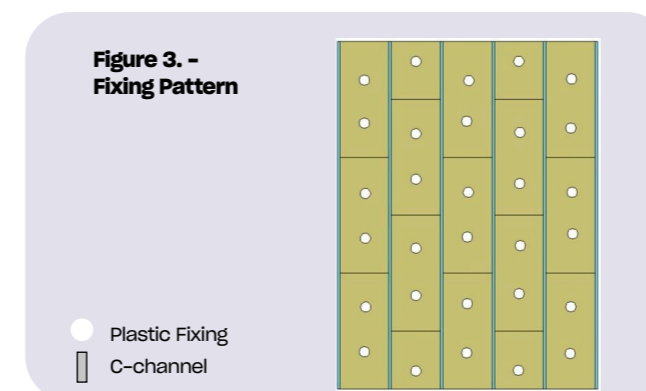 Figure 3. -
Fixing Pattern
Plastic Fixing
C-channel